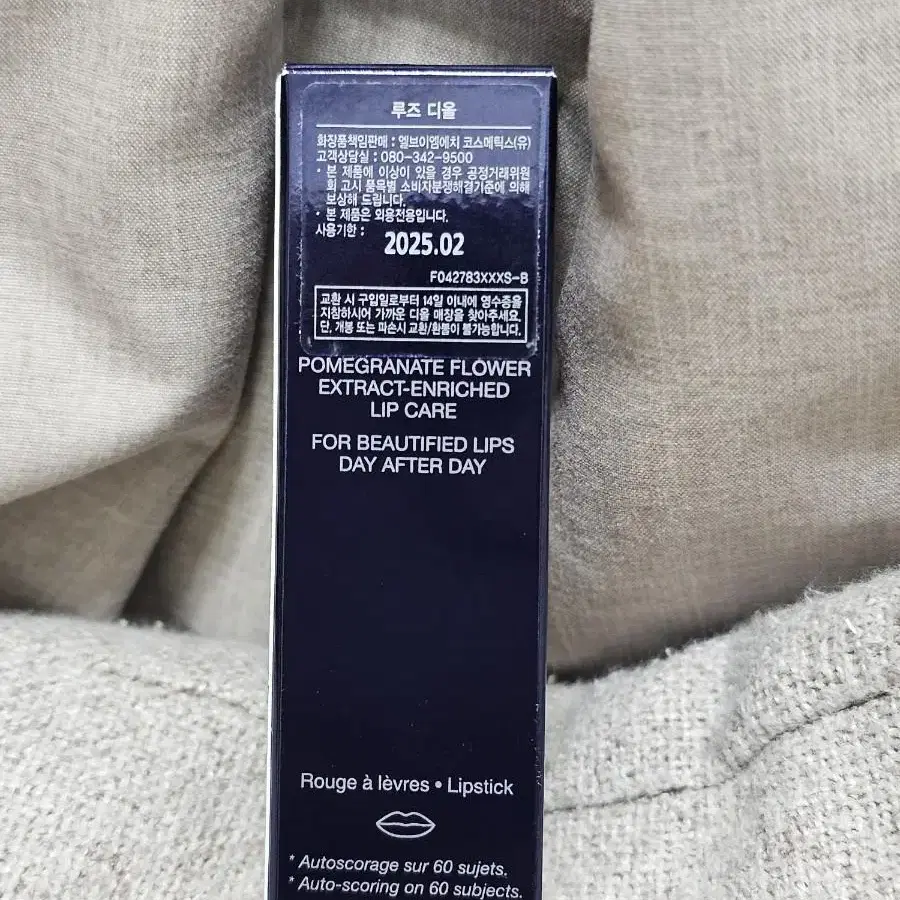 루즈 디올
화장품책임판매 : 엘브이엠에치 코스메틱스(유)
고객상담실 : 080-342-9500
• 본 제품에 이상이 있을 경우 공정거래위원
회 고시 품목별 소비자분쟁해결기준에 의해
보상해 드립니다.
• 본 제품은 외용전용입니다.
사용기한 : 2025.02
F042783XXXS-B
교환 시 구입일로부터 14일 이내에 영수증을
지참하시어 가까운 디올 매장을 찾아주세요.
단, 개봉 또는 파손시 교환/환불이 불가능합니다.
POMEGRANATE FLOWER
EXTRACT-ENRICHED
LIP CARE
FOR BEAUTIFIED LIPS
DAY AFTER DAY
Rouge à lèvres • Lipstick
* Autoscorage sur 60 sujets.
* Auto-scoring on 60 subjects.